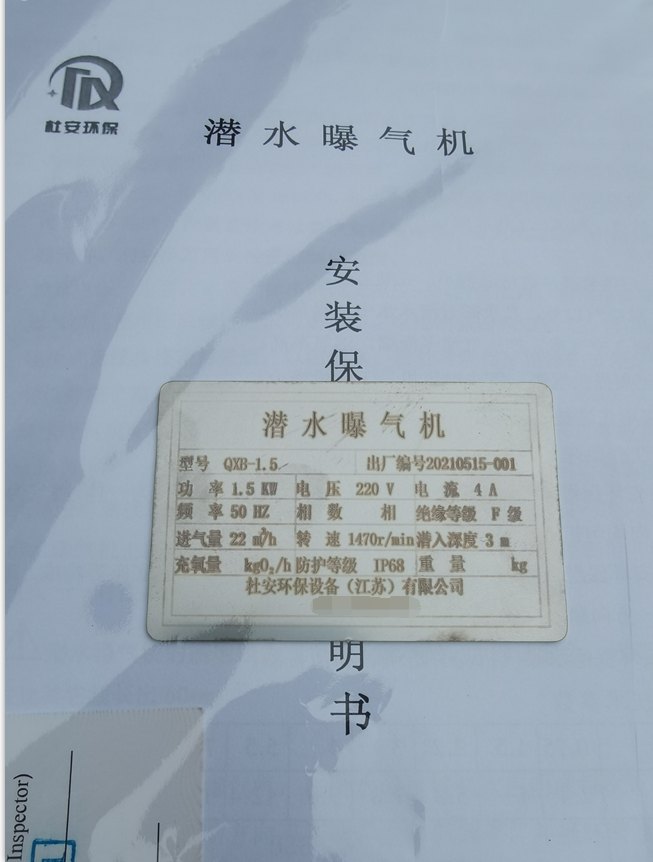 杜安环保
潜水曝气机
安装保
潜水曝气机
型号 QXB-1.5 出厂编号20210515-001
功率 1.5 KW 电压 220 V 电流 4 A
频率 50 HZ 相数 相 绝缘等级 F 级
进气量 22 m³/h 转速 1470r/min 潜入深度 3 m
充氧量 kgO₂/h 防护等级 IP68 重量 kg
杜安环保设备（江苏）有限公司
明书
Inspector)